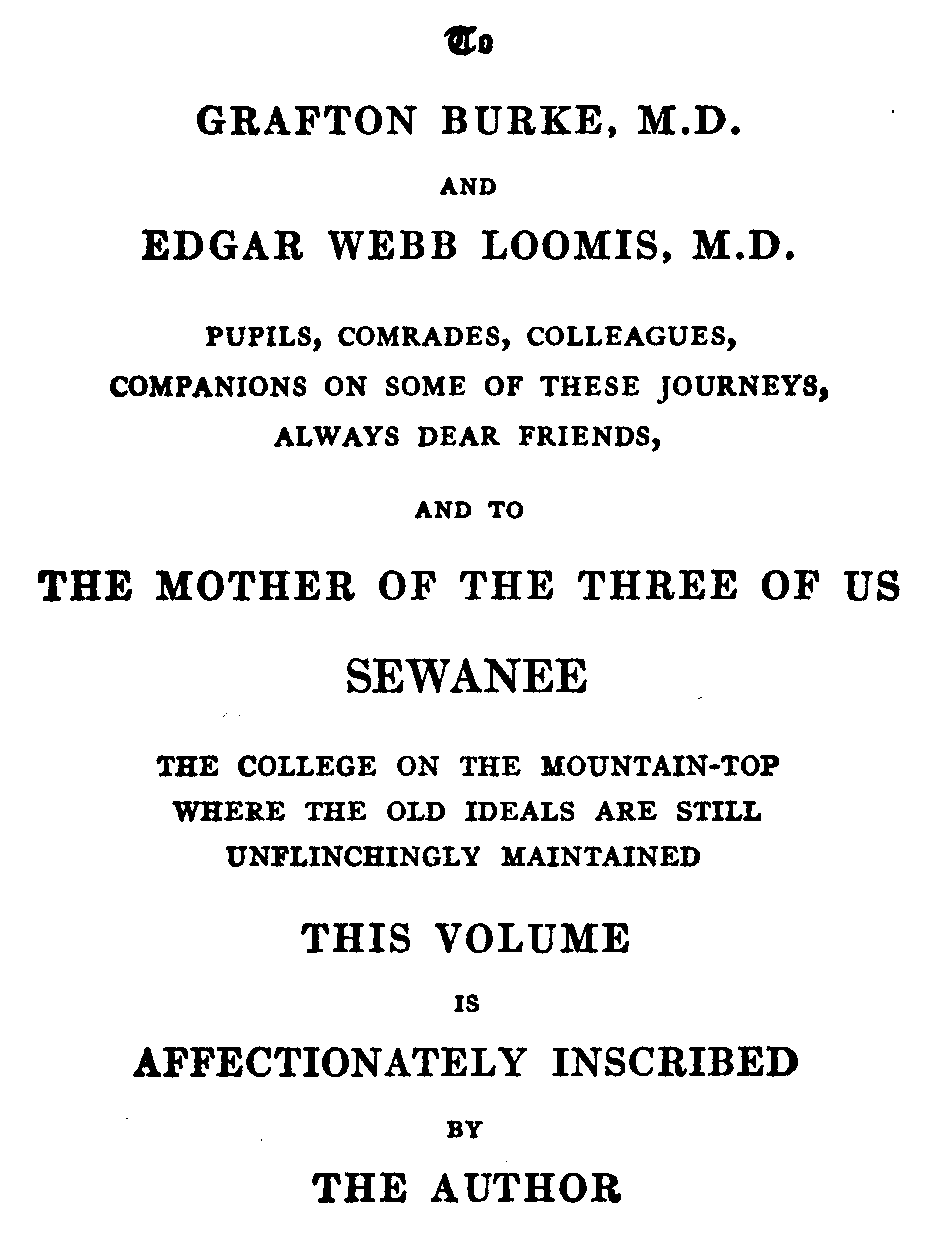 To
GRAFTON BURKE, M.D.
AND
EDGAR WEBB LOOMIS, M.D.
PUPILS, COMRADES, COLLEAGUES,
COMPANIONS ON SOME OF THESE JOURNEYS,
ALWAYS DEAR FRIENDS,
AND TO
THE MOTHER OF THE THREE OF US
SEWANEE
THE COLLEGE ON THE MOUNTAIN-TOP
WHERE THE OLD IDEALS ARE STILL
UNFLINCHINGLY MAINTAINED
THIS VOLUME
IS
AFFECTIONATELY INSCRIBED
BY
THE AUTHOR